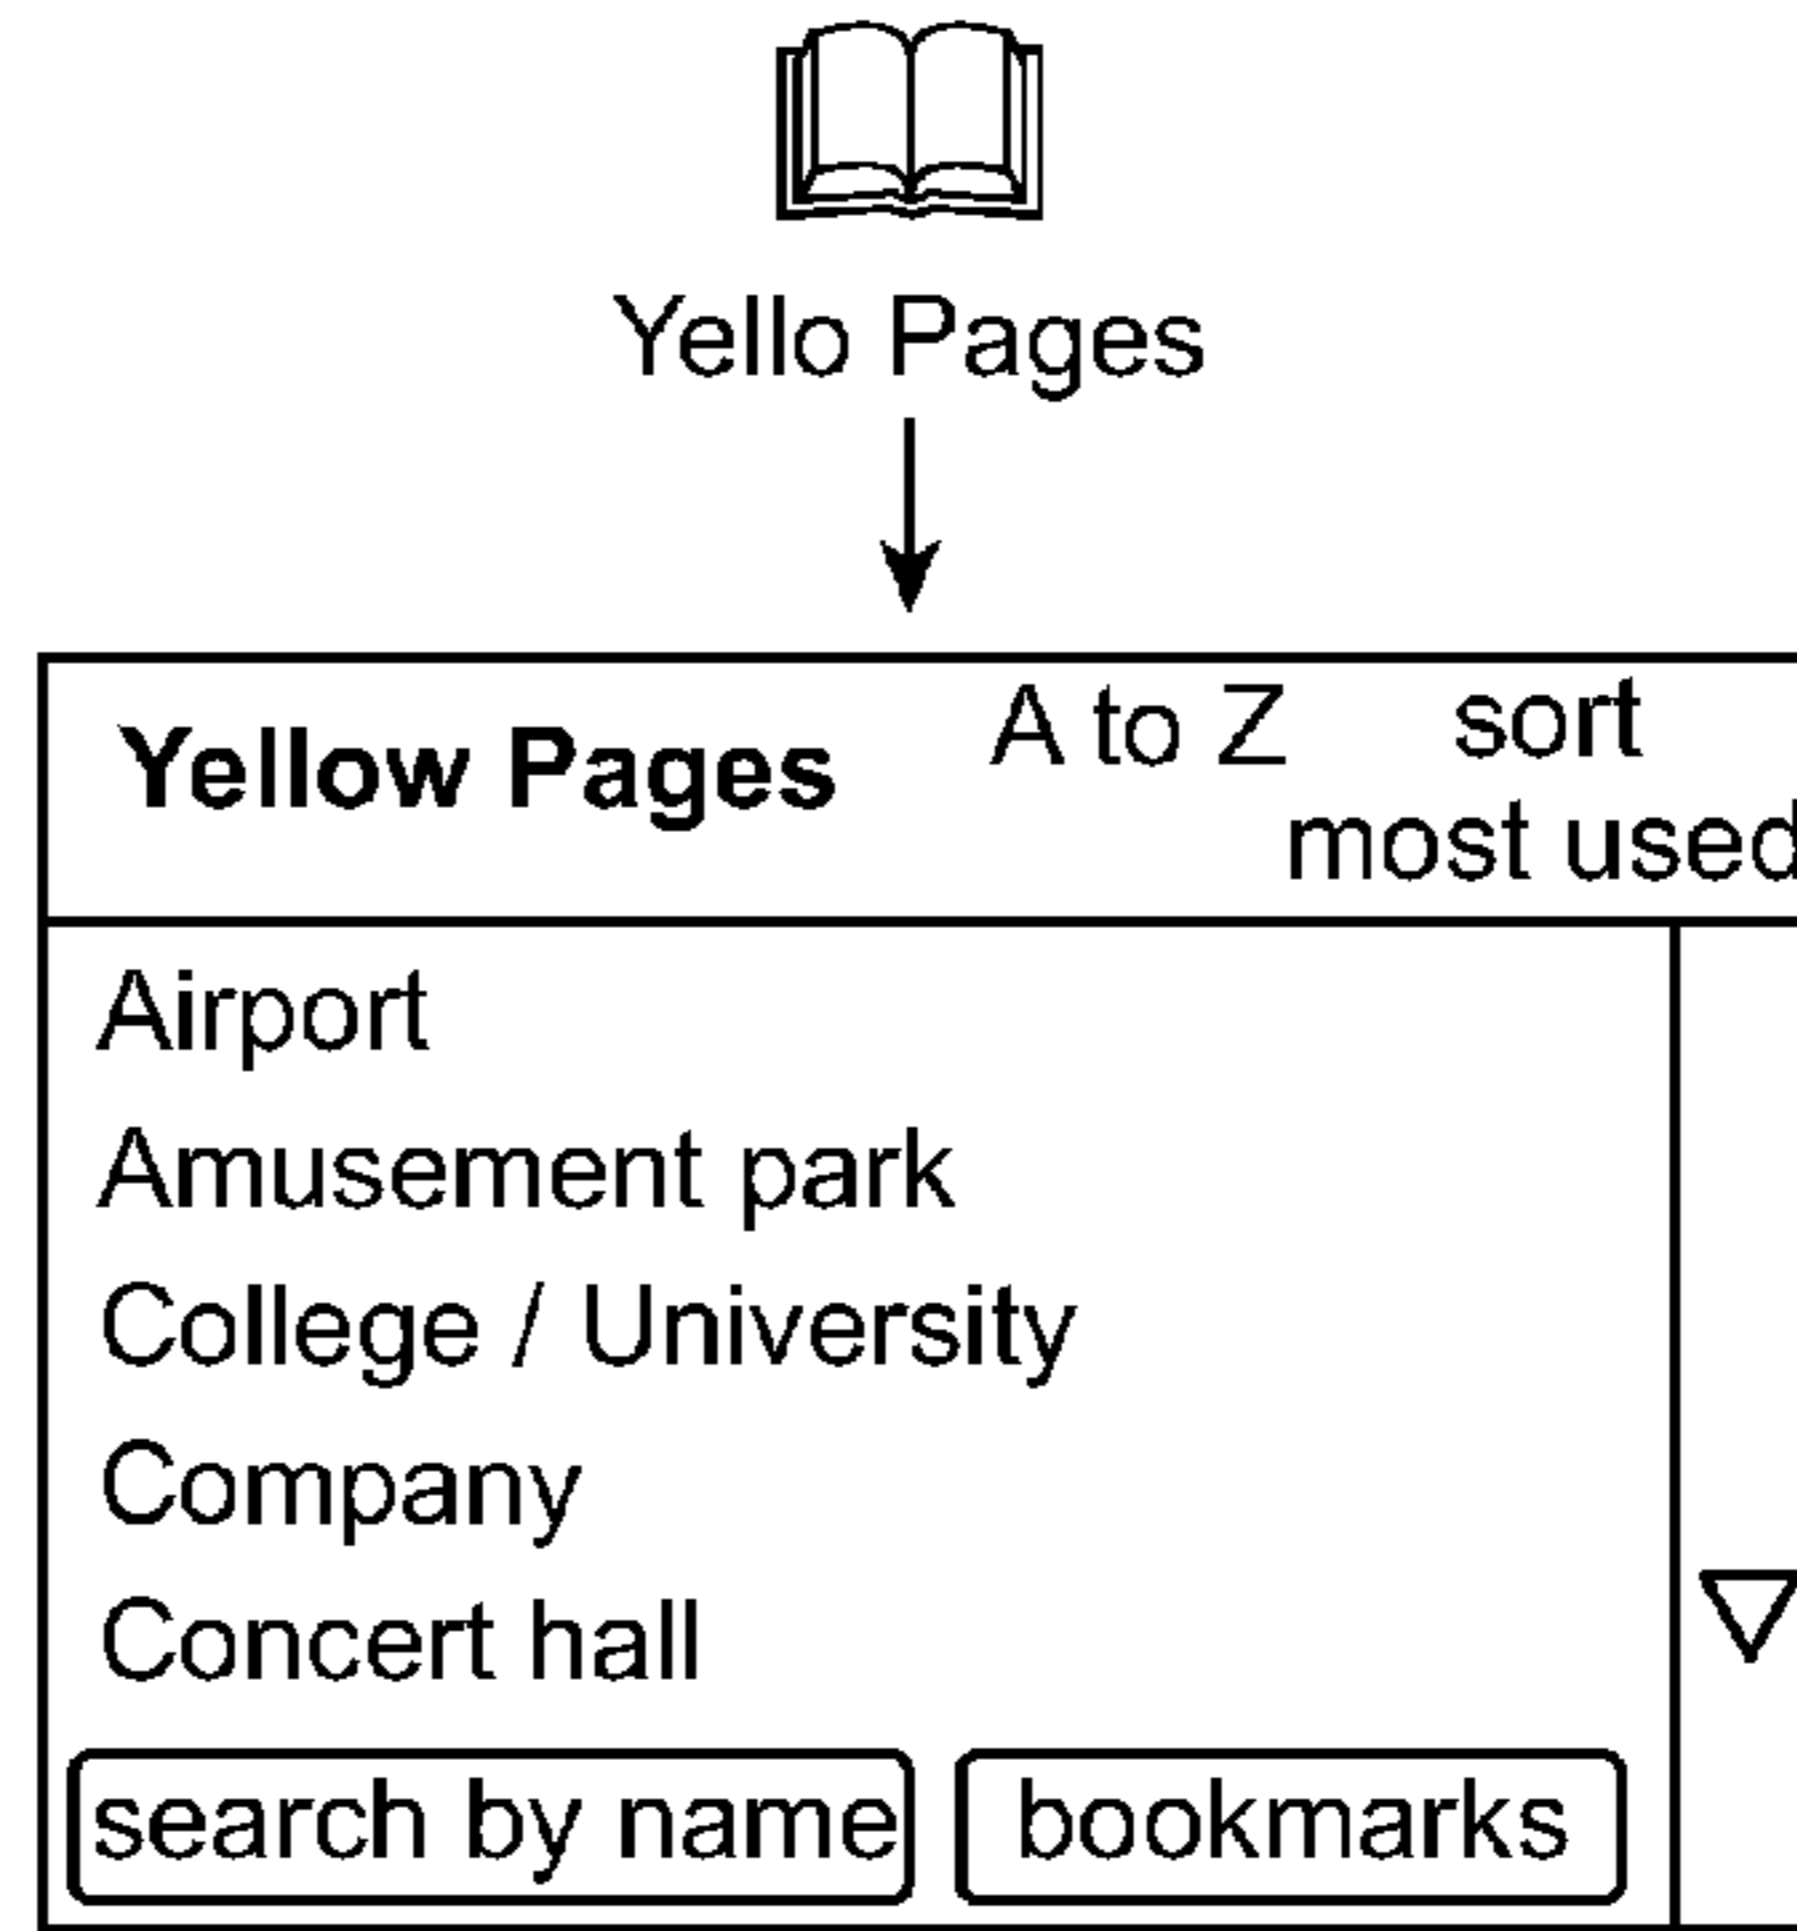 Yello Pages
Yellow Pages
A to Z sort
most used
Airport
Amusement park
College / University
Company
Concert hall
search by name
bookmarks